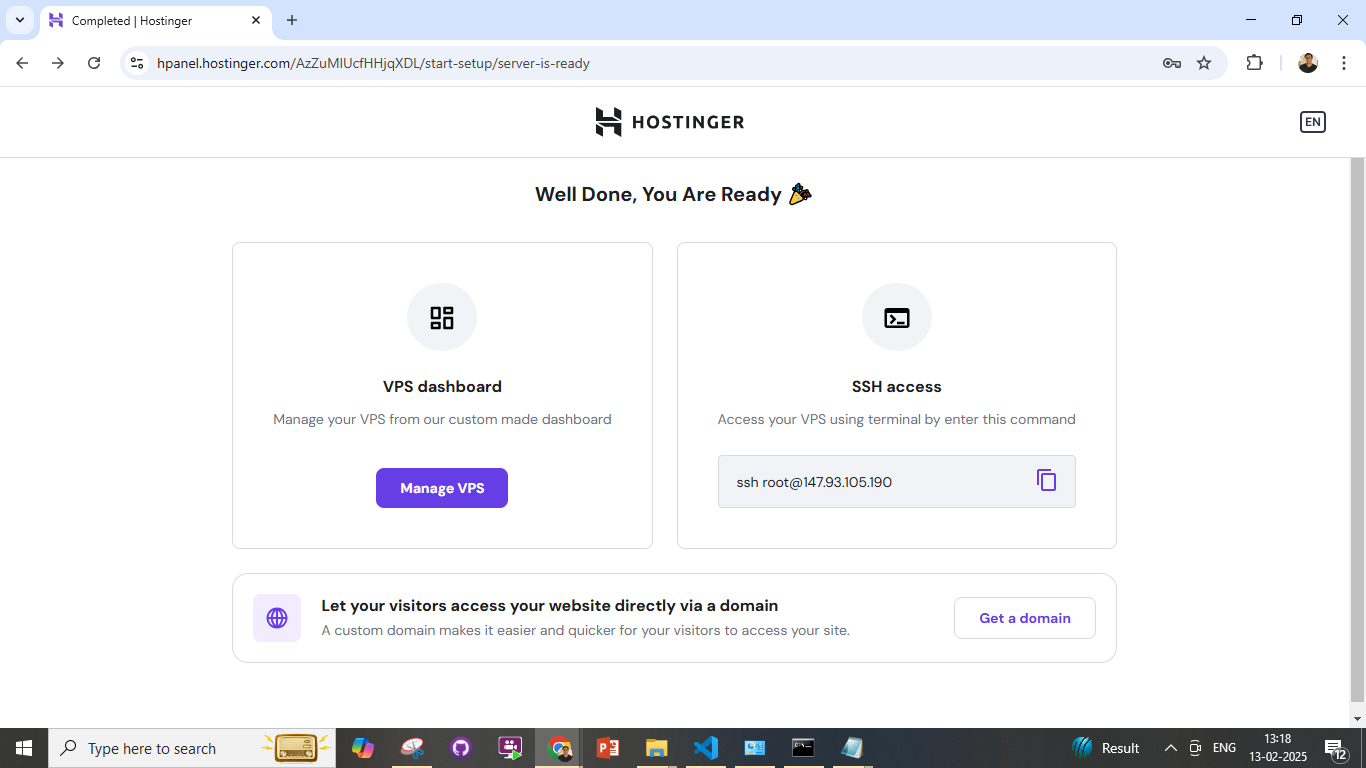 Completed | Hostinger
hpanel.hostinger.com/AzZuMlUcfHHjqXDL/start-setup/server-is-ready
HOSTINGER
EN
Well Done, You Are Ready
VPS dashboard
Manage your VPS from our custom made dashboard
Manage VPS
SSH access
Access your VPS using terminal by enter this command
ssh root@147.93.105.190
Let your visitors access your website directly via a domain
A custom domain makes it easier and quicker for your visitors to access your site.
Get a domain
Type here to search
Result
ENG
13:18
13-02-2025
12